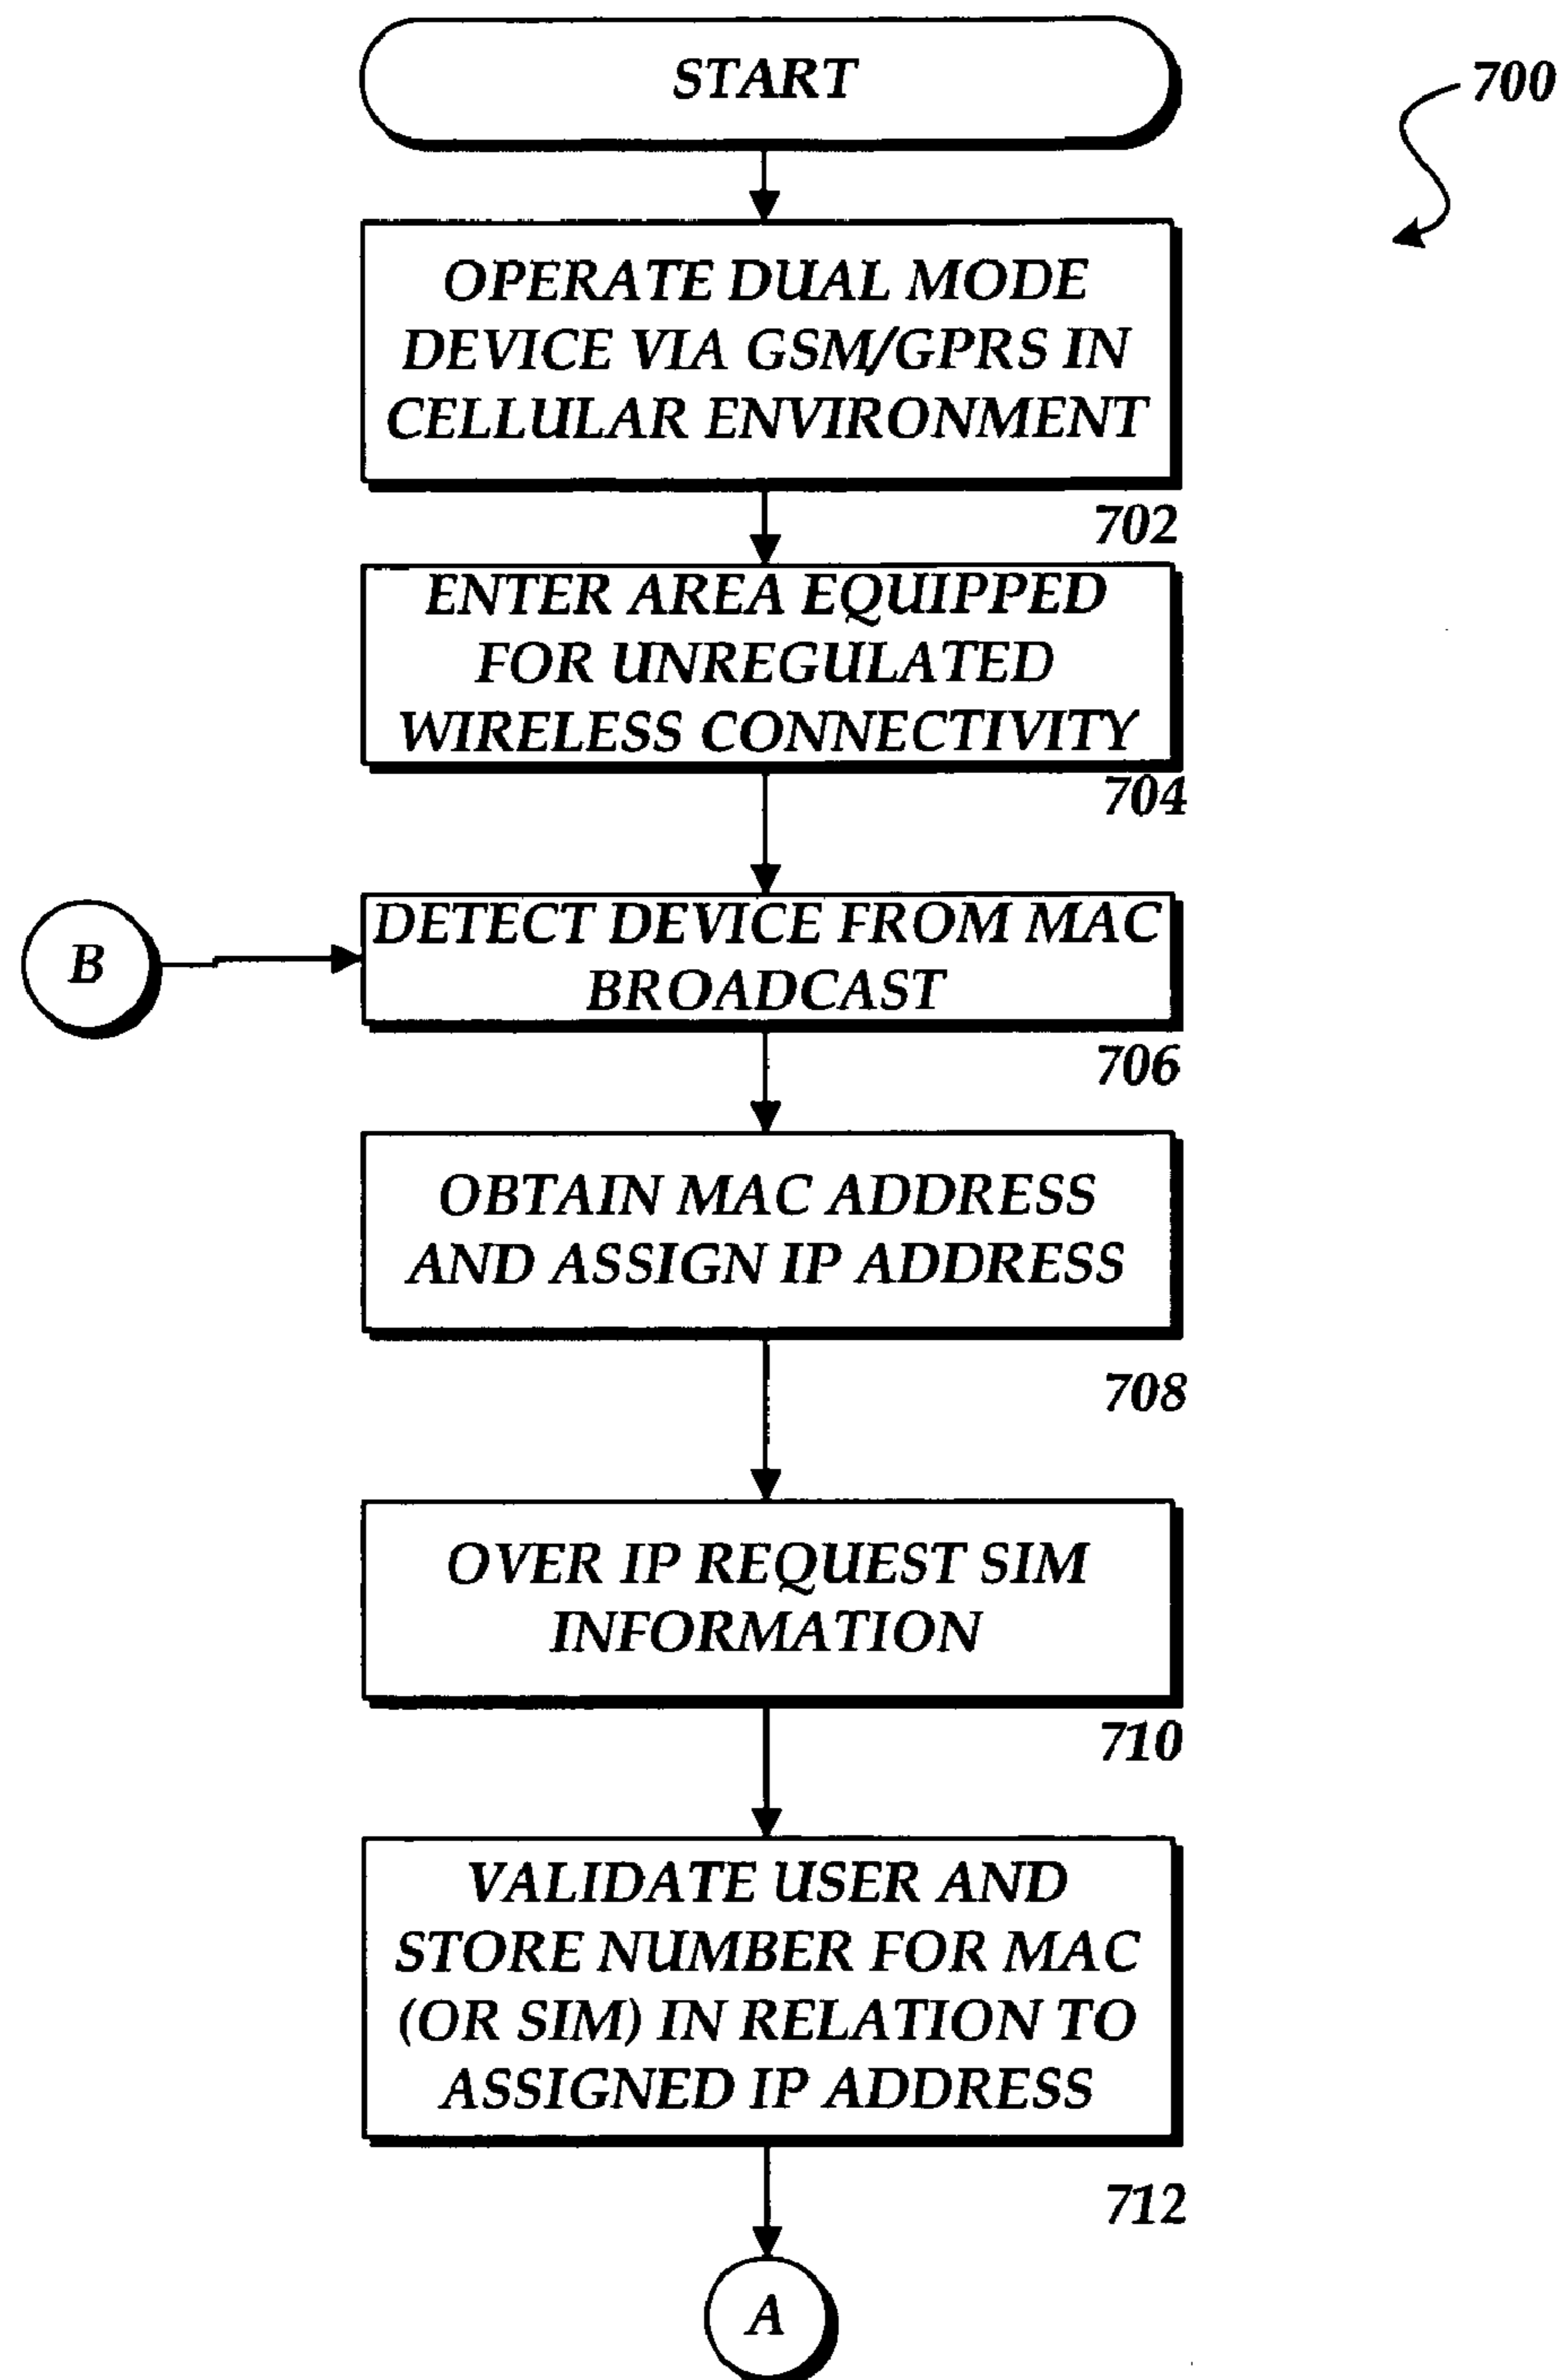 START
700
OPERATE DUAL MODE
DEVICE VIA GSM/GPRS IN
CELLULAR ENVIRONMENT
702
ENTER AREA EQUIPPED
FOR UNREGULATED
WIRELESS CONNECTIVITY
704
B
DETECT DEVICE FROM MAC
BROADCAST
706
OBTAIN MAC ADDRESS
AND ASSIGN IP ADDRESS
708
OVER IP REQUEST SIM
INFORMATION
710
VALIDATE USER AND
STORE NUMBER FOR MAC
(OR SIM) IN RELATION TO
ASSIGNED IP ADDRESS
712
A